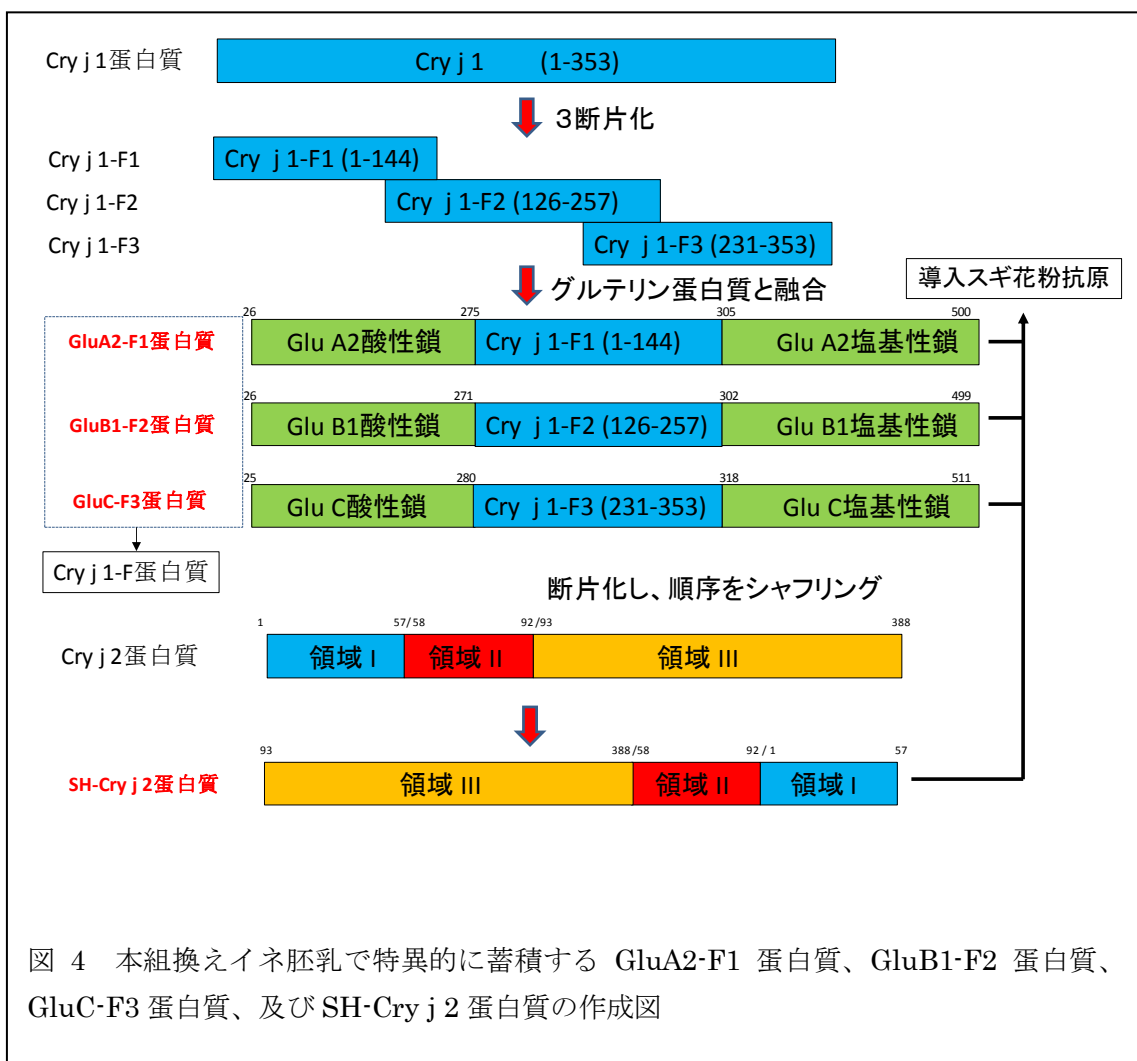 Cry j 1蛋白質
Cry j 1 (1-353)
3断片化
Cry j 1-F1
Cry j 1-F1 (1-144)
Cry j 1-F2
Cry j 1-F2 (126-257)
Cry j 1-F3
Cry j 1-F3 (231-353)
グルテリン蛋白質と融合
導入スギ花粉抗原
26 275 305 500
GluA2-F1蛋白質
Glu A2酸性鎖
Cry j 1-F1 (1-144)
Glu A2塩基性鎖
26 271 302 499
GluB1-F2蛋白質
Glu B1酸性鎖
Cry j 1-F2 (126-257)
Glu B1塩基性鎖
25 280 318 511
GluC-F3蛋白質
Glu C酸性鎖
Cry j 1-F3 (231-353)
Glu C塩基性鎖
Cry j 1-F蛋白質
断片化し、順序をシャフリング
1 57/58 92/93 388
Cry j 2蛋白質
領域 I
領域 II
領域 III
93 388/58 92/1 57
SH-Cry j 2蛋白質
領域 III
領域 II
領域 I
図 4 本組換えイネ胚乳で特異的に蓄積する GluA2-F1 蛋白質、GluB1-F2 蛋白質、
GluC-F3 蛋白質、及び SH-Cry j 2 蛋白質の作成図